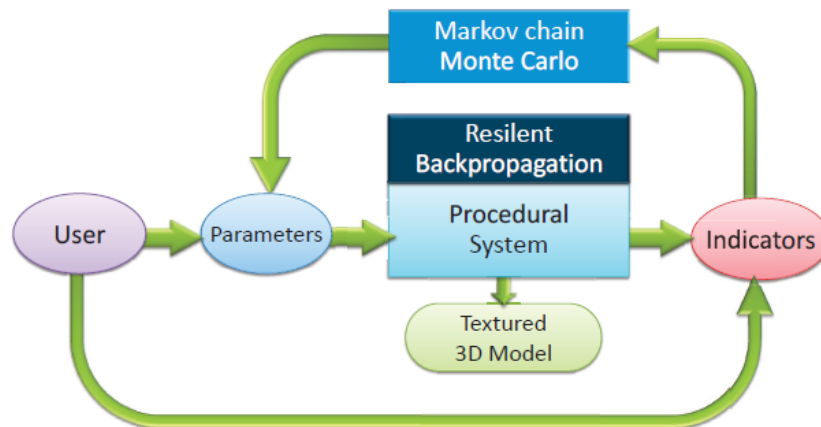 Markov chain
Monte Carlo
Resilent
Backpropagation
User
Parameters
Procedural
System
Indicators
Textured
3D Model